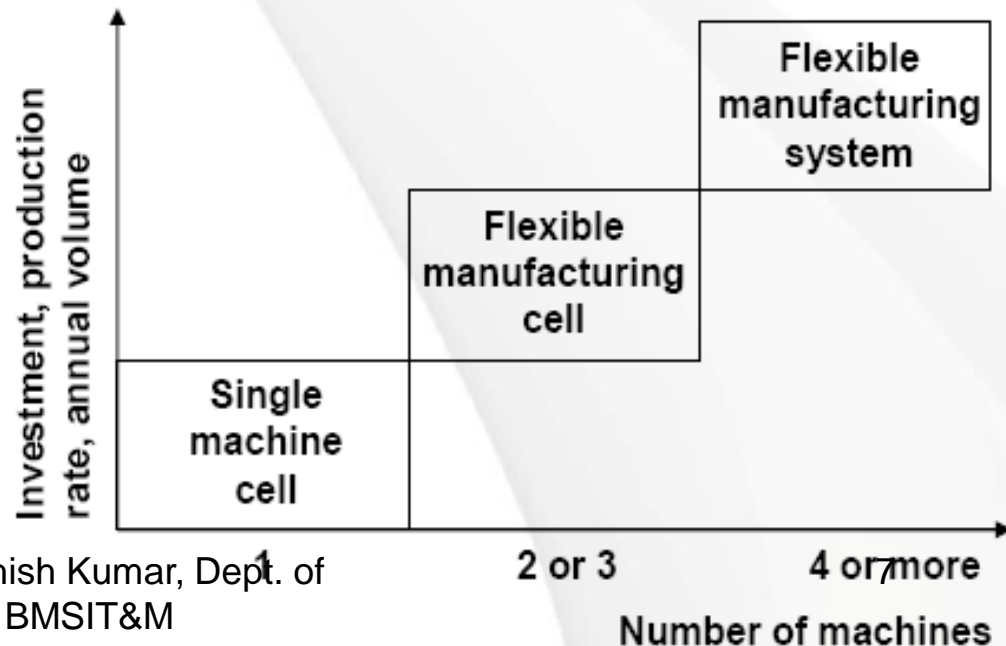 Investment, production
rate, annual volume
Flexible
manufacturing
system
Flexible
manufacturing
cell
Single
machine
cell
1
2 or 3
4 or more
Number of machines
nish Kumar, Dept. of
BMSIT&M
7